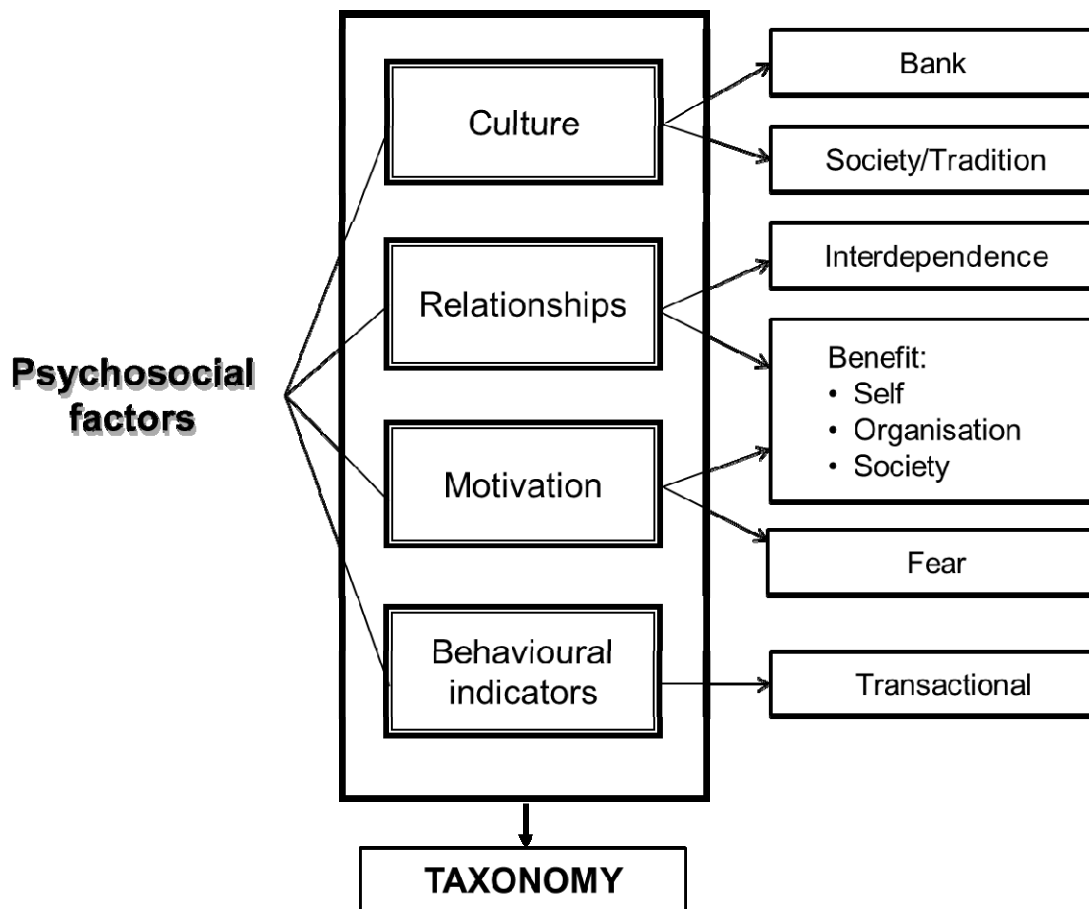 Psychosocial
factors
Culture
Relationships
Motivation
Behavioural
indicators
Bank
Society/Tradition
Interdependence
Benefit:
• Self
• Organisation
• Society
Fear
Transactional
TAXONOMY